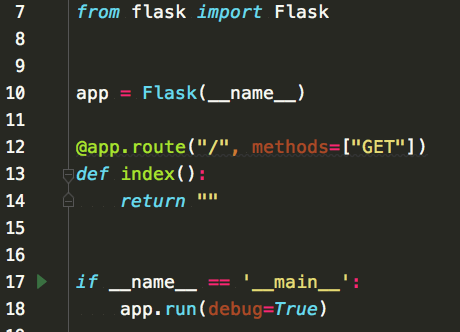 7 from flask import Flask
8
9
10 app = Flask(__name__)
11
12 @app.route("/", methods=["GET"])
13 def index():
14     return ""
15
16
17 if __name__ == '__main__':
18     app.run(debug=True)